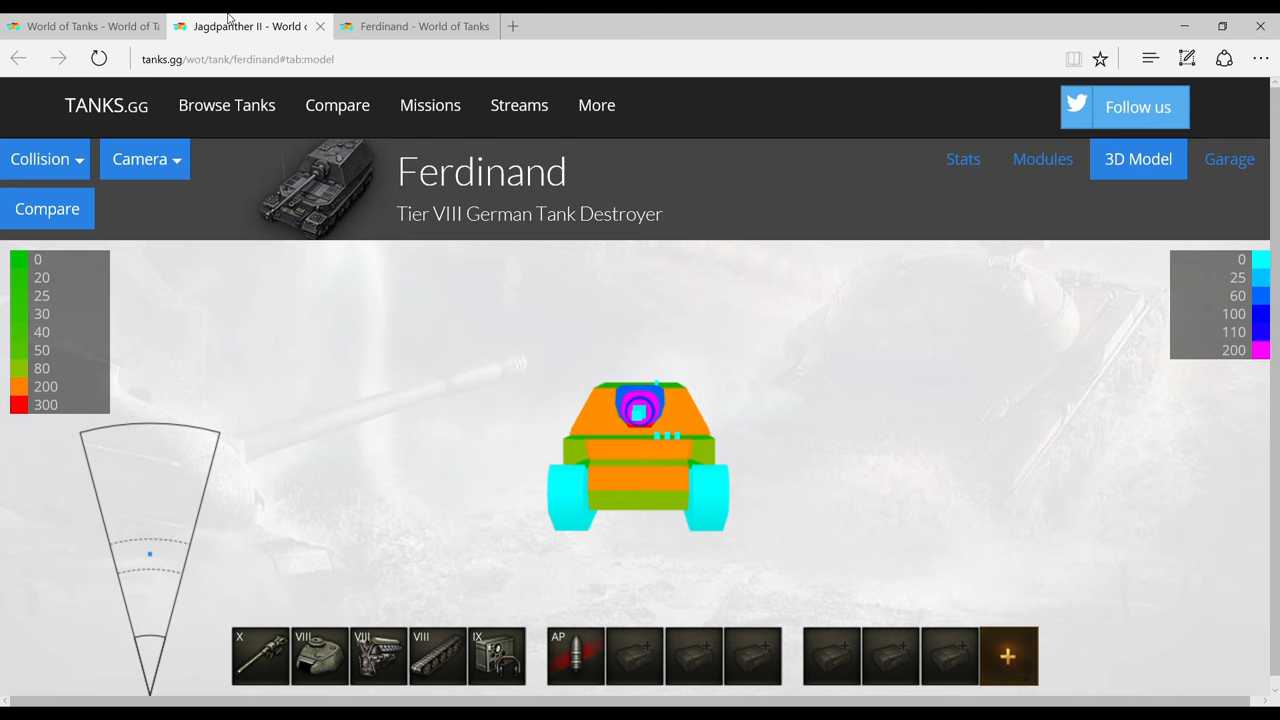 World of Tanks - World of Ta
Jagdpanther II - World o
Ferdinand - World of Tanks
tanks.gg/wot/tank/ferdinand#tab:model
TANKS.GG
Browse Tanks
Compare
Missions
Streams
More
Follow us
Collision
Camera
Compare
Ferdinand
Tier VIII German Tank Destroyer
Stats
Modules
3D Model
Garage
0
20
25
30
40
50
80
200
300
0
25
60
100
110
200
X
VIII
VIII
VIII
IX
AP